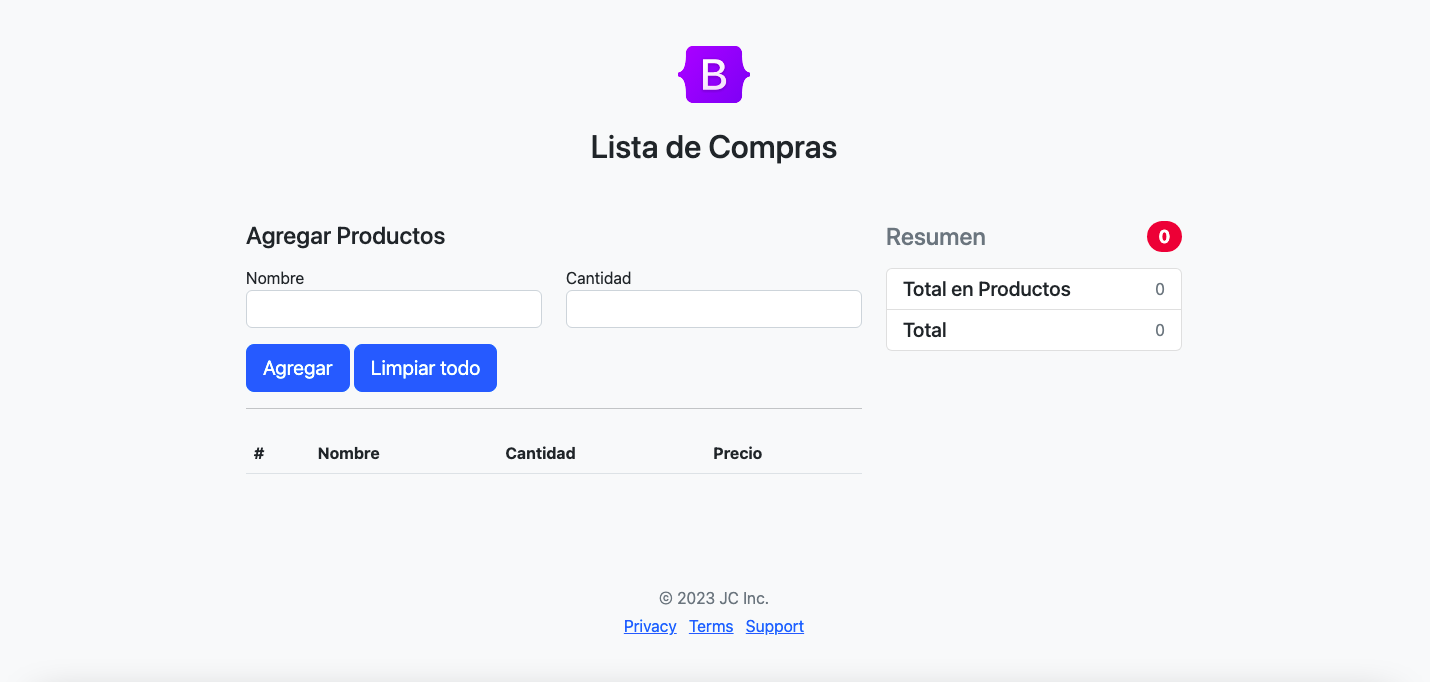 B
Lista de Compras
Agregar Productos
Nombre Cantidad
Agregar Limpiar todo
# Nombre Cantidad Precio
Resumen 0
Total en Productos 0
Total 0
© 2023 JC Inc.
Privacy Terms Support